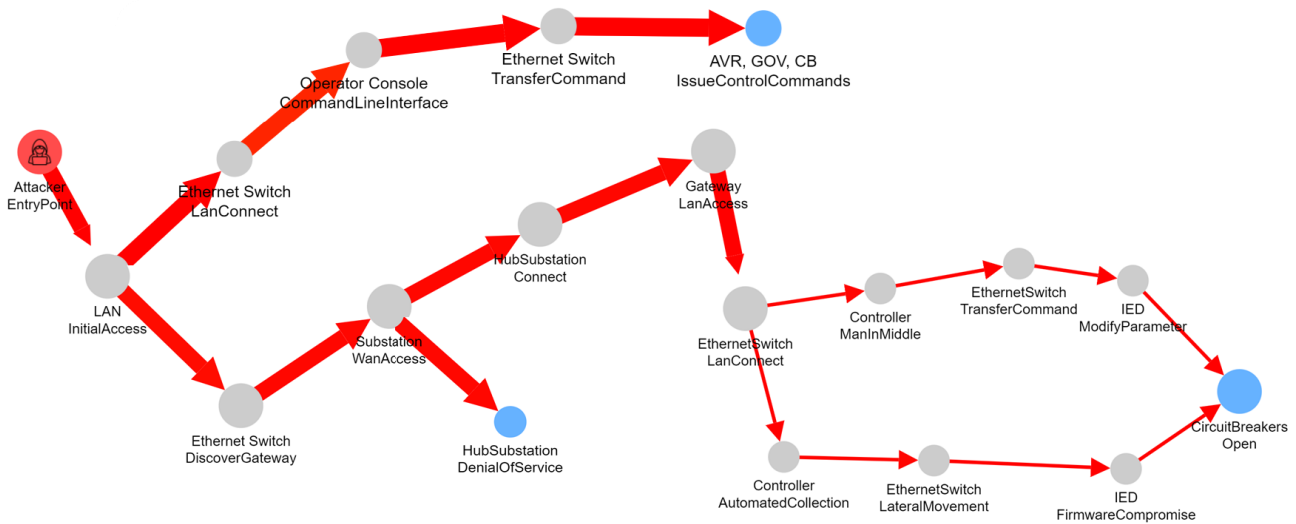 Ethernet Switch
TransferCommand
AVR, GOV, CB
IssueControlCommands
Operator Console
CommandLineInterface
Attacker
EntryPoint
Ethernet Switch
LanConnect
Gateway
LanAccess
HubSubstation
Connect
LAN
InitialAccess
Substation
WanAccess
EthernetSwitch
LanConnect
Controller
ManInMiddle
EthernetSwitch
TransferCommand
IED
ModifyParameter
Ethernet Switch
DiscoverGateway
HubSubstation
DenialOfService
CircuitBreakers
Open
Controller
AutomatedCollection
EthernetSwitch
LateralMovement
IED
FirmwareCompromise